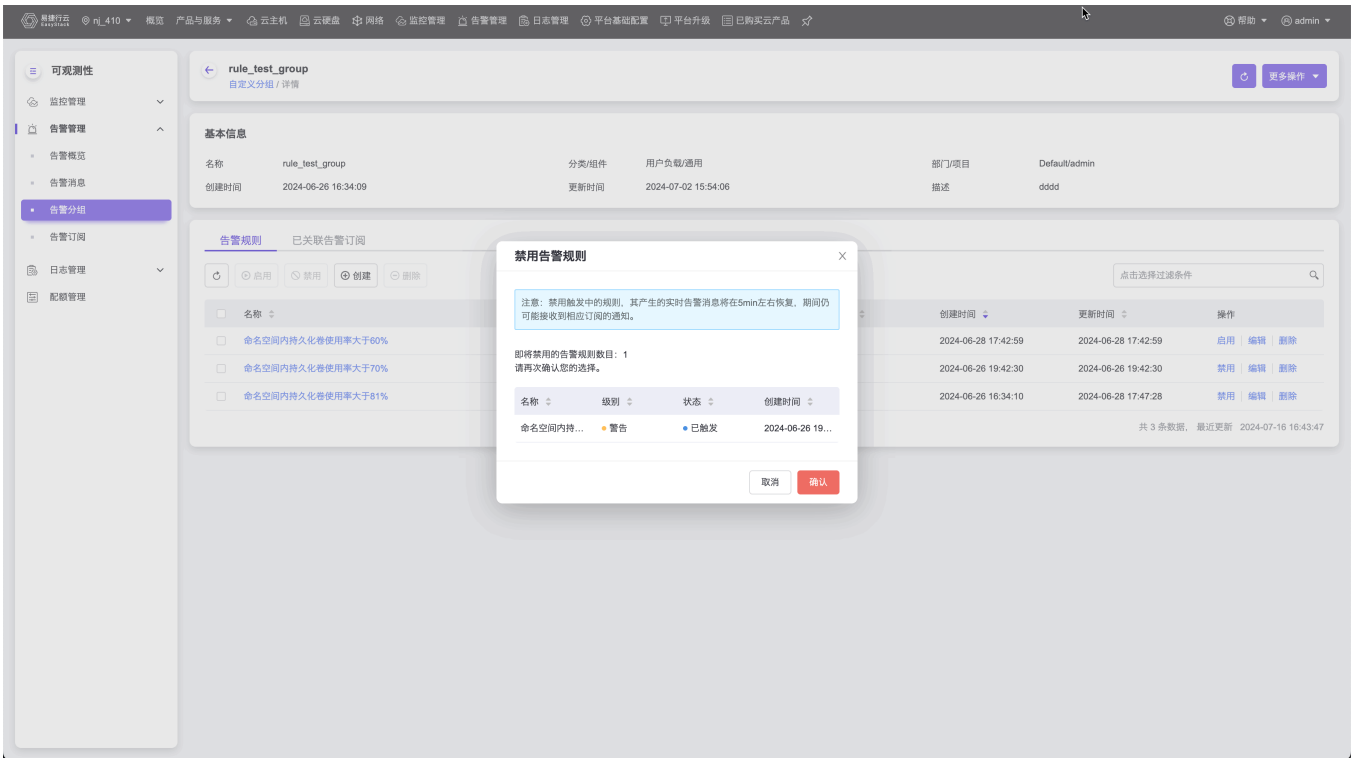 易捷行云 EasyStack nj_410 概览 产品与服务 云主机 云硬盘 网络 监控管理 告警管理 日志管理 平台基础配置 平台升级 已购买云产品 帮助 admin
可观测性
监控管理
告警管理
告警概览
告警消息
告警分组
告警订阅
日志管理
配额管理
rule_test_group
自定义分组 / 详情
更多操作
基本信息
名称 rule_test_group 分类/组件 用户负载/通用 部门/项目 Default/admin
创建时间 2024-06-26 16:34:09 更新时间 2024-07-02 15:54:06 描述 dddd
告警规则 已关联告警订阅
启用 禁用 创建 删除 点击选择过滤条件
名称 创建时间 更新时间 操作
命名空间内持久化卷使用率大于60% 2024-06-28 17:42:59 2024-06-28 17:42:59 启用 编辑 删除
命名空间内持久化卷使用率大于70% 2024-06-26 19:42:30 2024-06-26 19:42:30 禁用 编辑 删除
命名空间内持久化卷使用率大于81% 2024-06-26 16:34:10 2024-06-28 17:47:28 禁用 编辑 删除
共 3 条数据, 最近更新 2024-07-16 16:43:47
禁用告警规则
注意：禁用触发中的规则，其产生的实时告警消息将在5min左右恢复，期间仍
可能接收到相应订阅的通知。
即将禁用的告警规则数目：1
请再次确认您的选择。
名称 级别 状态 创建时间
命名空间内持... 警告 已触发 2024-06-26 19...
取消 确认